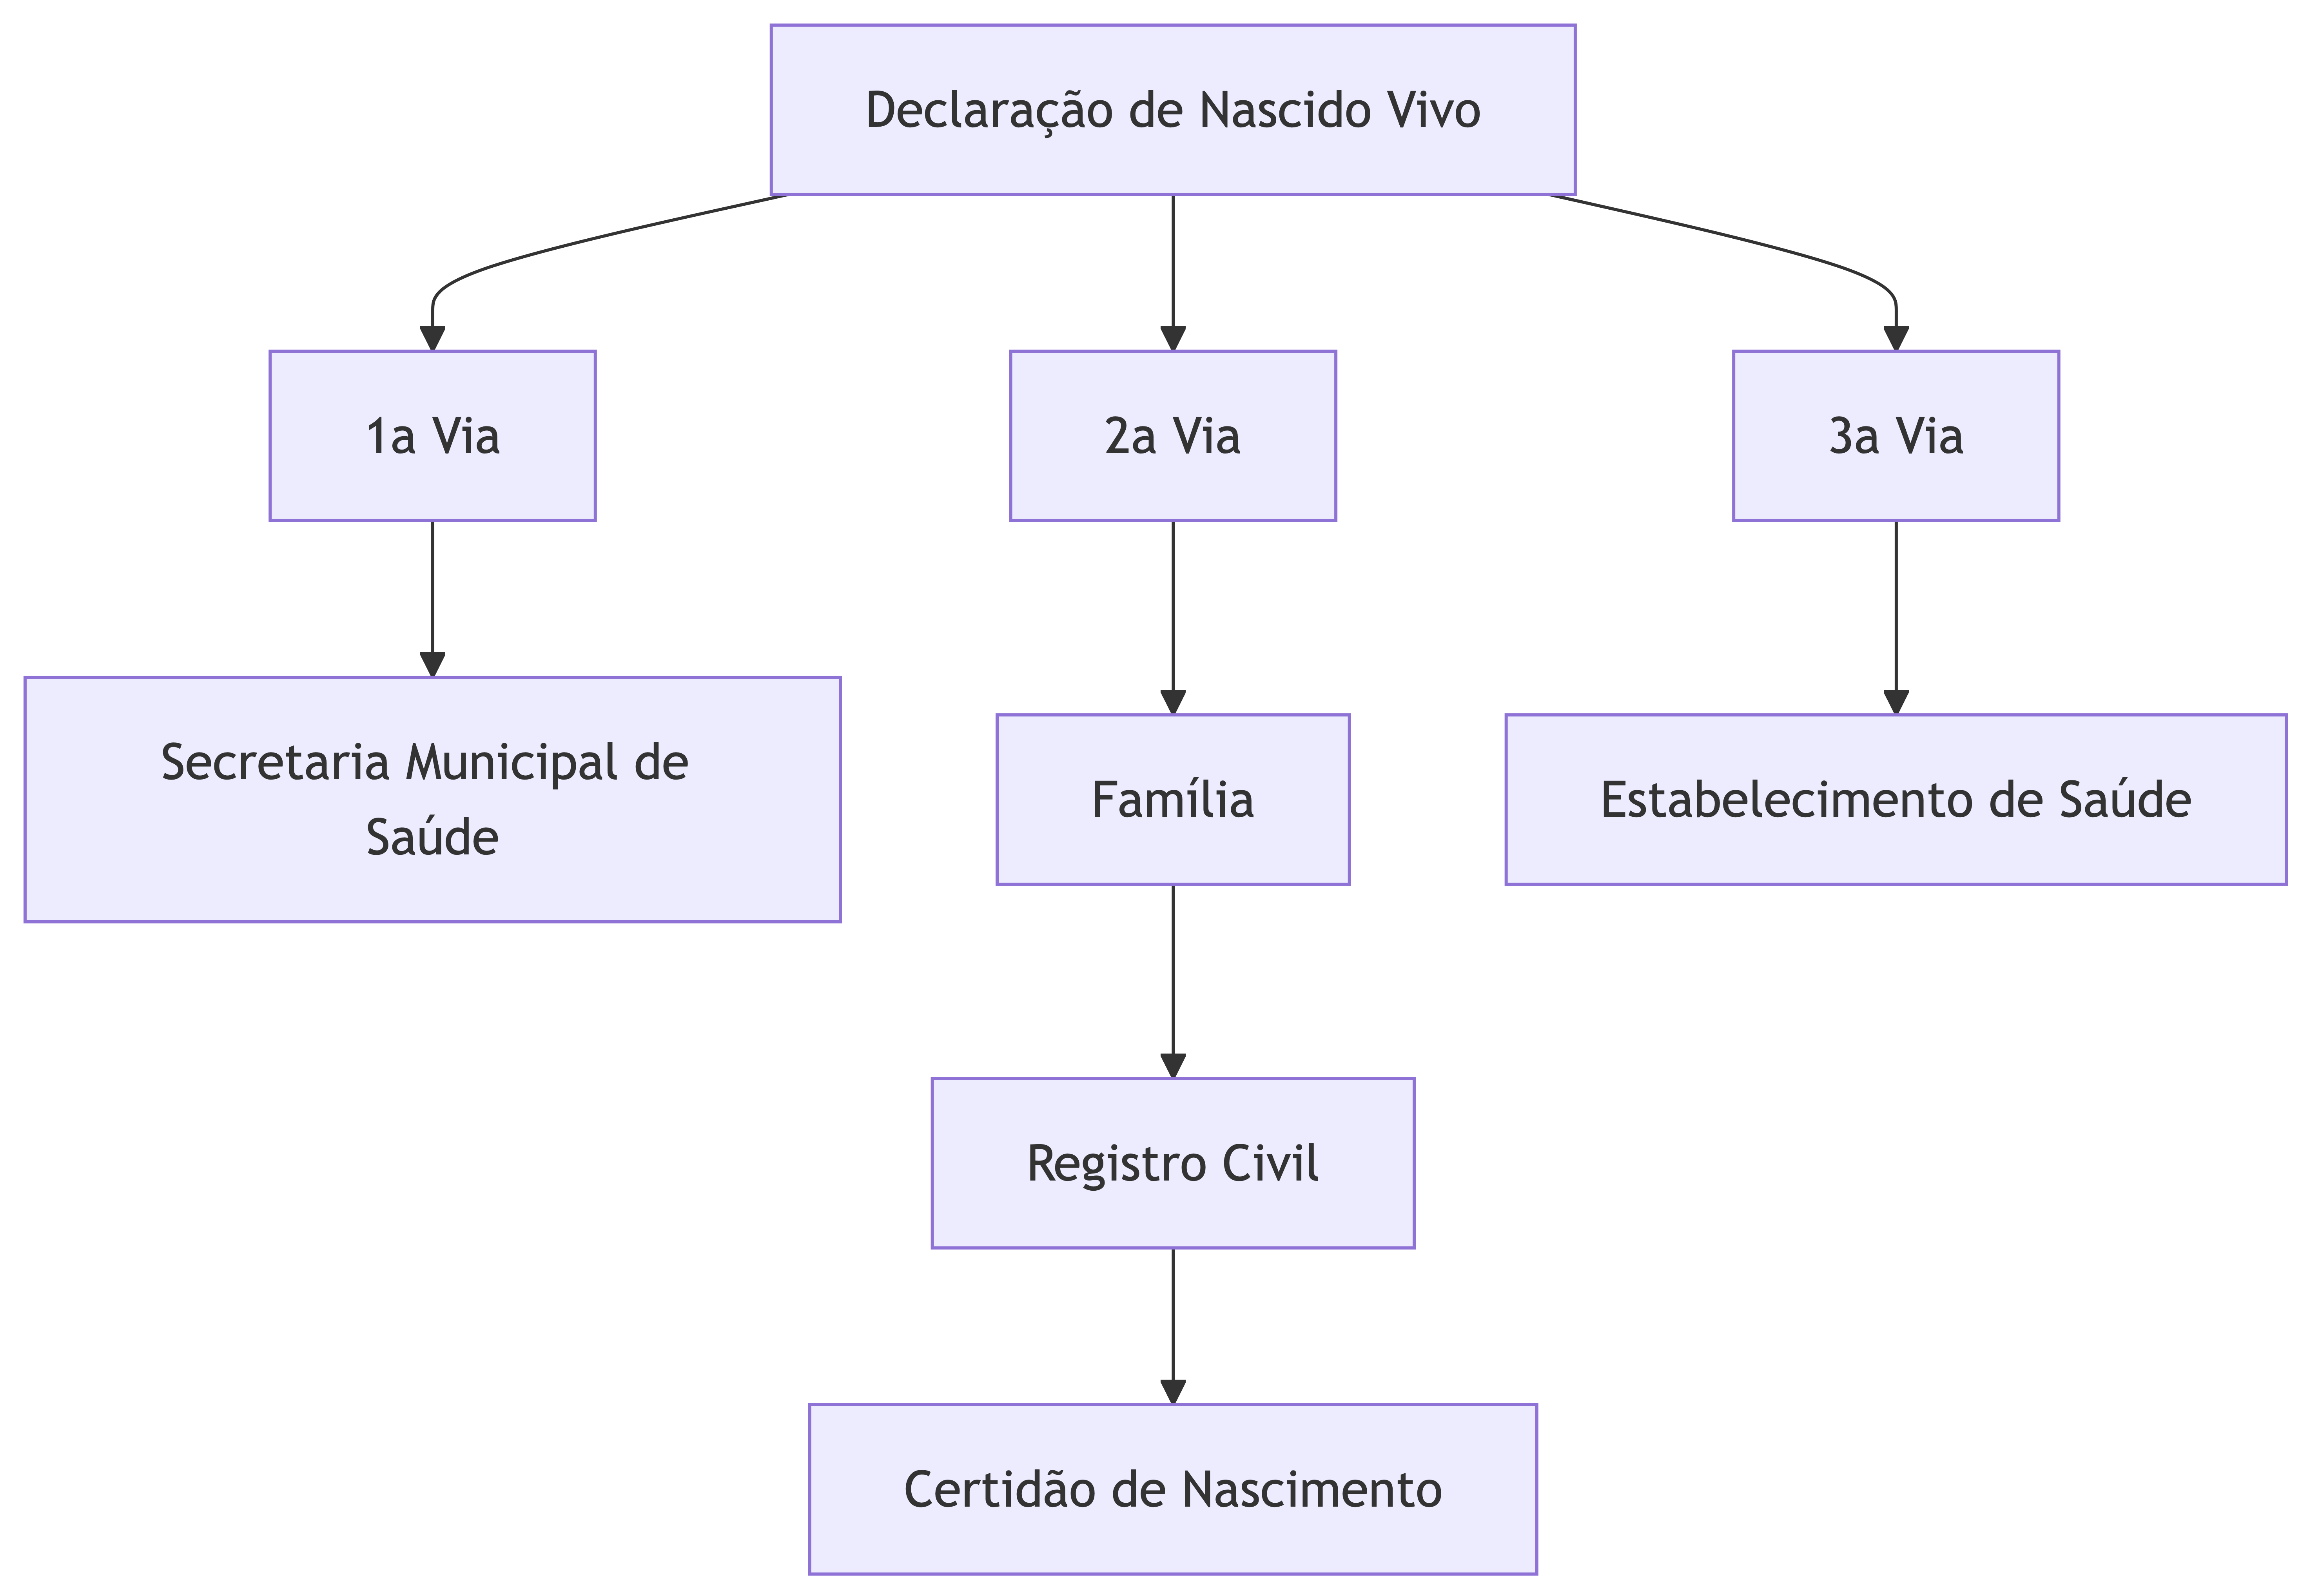 Declaração de Nascido Vivo
1a Via
2a Via
3a Via
Secretaria Municipal de
Saúde
Família
Estabelecimento de Saúde
Registro Civil
Certidão de Nascimento